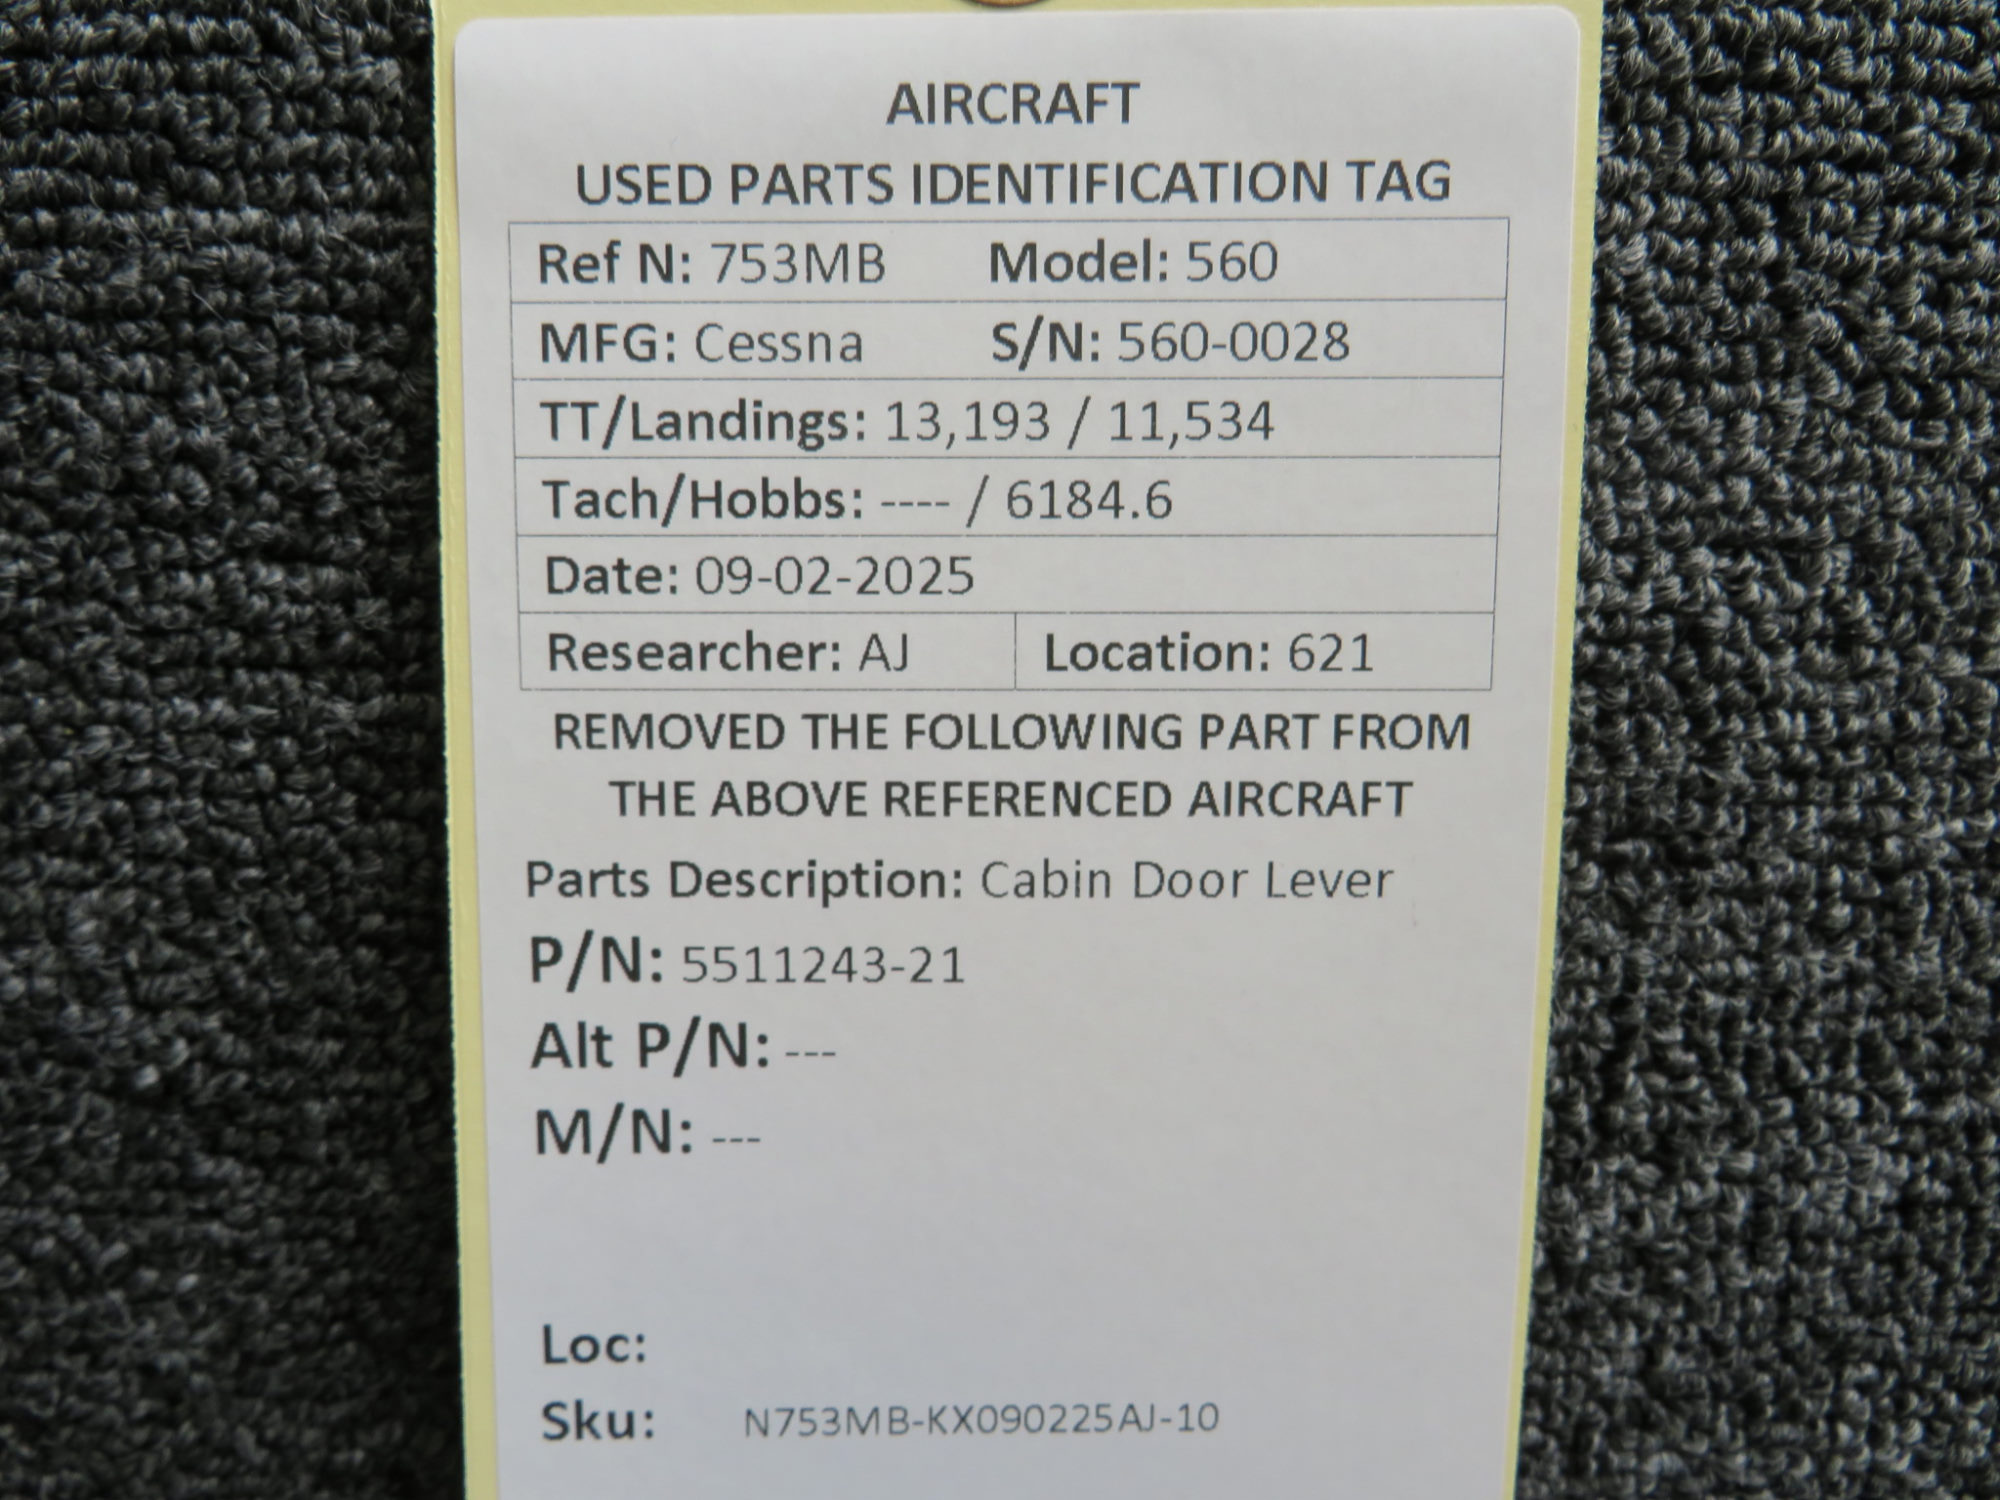 AIRCRAFT
USED PARTS IDENTIFICATION TAG
Ref N: 753MB Model: 560
MFG: Cessna S/N: 560-0028
TT/Landings: 13,193 / 11,534
Tach/Hobbs: ---- / 6184.6
Date: 09-02-2025
Researcher: AJ Location: 621
REMOVED THE FOLLOWING PART FROM
THE ABOVE REFERENCED AIRCRAFT
Parts Description: Cabin Door Lever
P/N: 5511243-21
Alt P/N: ---
M/N: ---
Loc:
Sku: N753MB-KX090225AJ-10